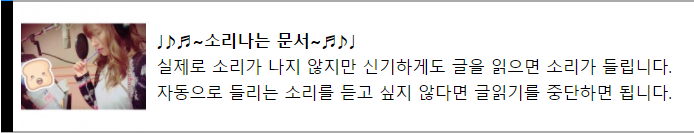 ♩♪♬~소리나는 문서~♬♪♩
실제로 소리가 나지 않지만 신기하게도 글을 읽으면 소리가 들립니다.
자동으로 들리는 소리를 듣고 싶지 않다면 글읽기를 중단하면 됩니다.